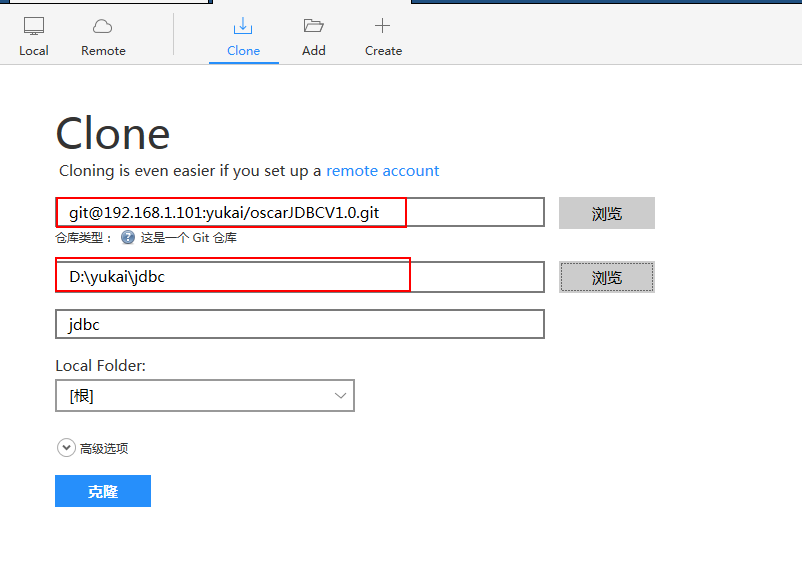 Local Remote Clone Add Create
Clone
Cloning is even easier if you set up a remote account
git@192.168.1.101:yukai/oscarJDBCV1.0.git 浏览
仓库类型： ? 这是一个 Git 仓库
D:\yukai\jdbc 浏览
jdbc
Local Folder:
[根]
高级选项
克隆